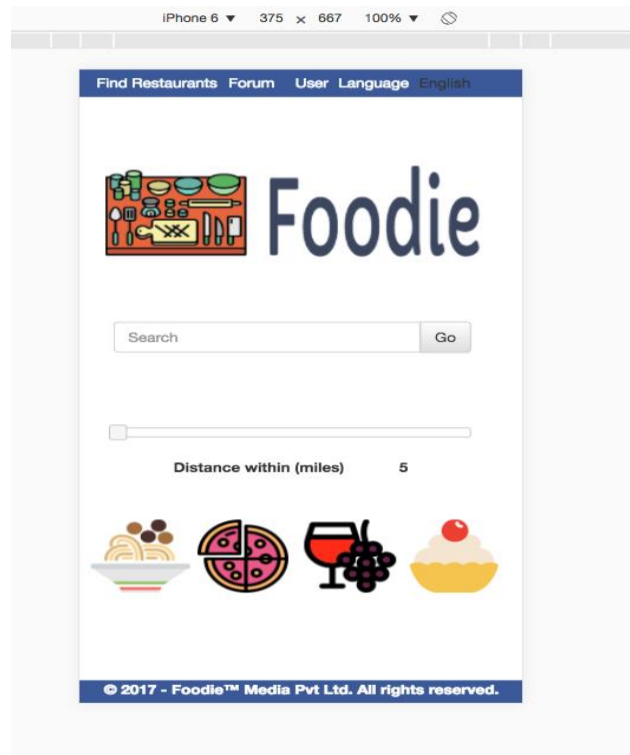 iPhone 6 ▼ 375 × 667 100% ▼
Find Restaurants Forum User Language English
Foodie
Search Go
Distance within (miles) 5
© 2017 - Foodie™ Media Pvt Ltd. All rights reserved.